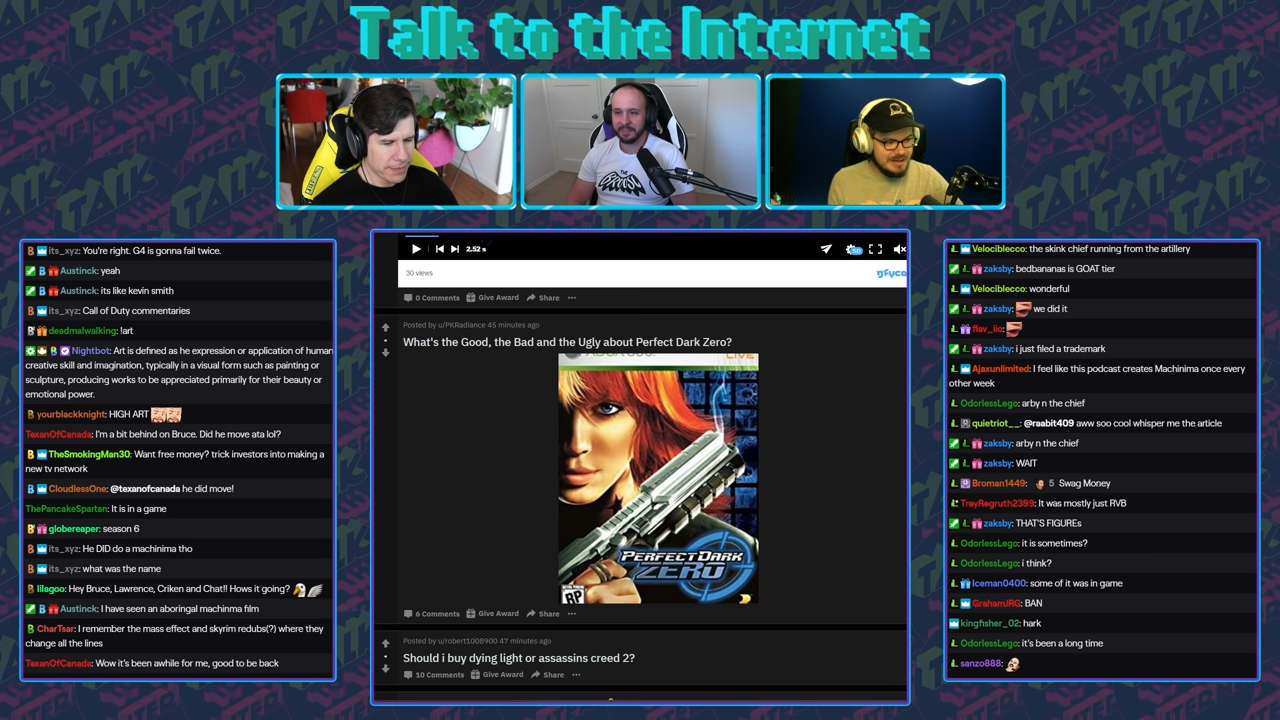 Talk to the Internet
its_xyz: You're right. G4 is gonna fail twice.
Austinck: yeah
Austinck: its like kevin smith
its_xyz: Call of Duty commentaries
deadmalwalking: !art
Nightbot: Art is defined as he expression or application of human
creative skill and imagination, typically in a visual form such as painting or
sculpture, producing works to be appreciated primarily for their beauty or
emotional power.
yourblackknight: HIGH ART
TexanOfCanada: I'm a bit behind on Bruce. Did he move ata lol?
TheSmokingMan30: Want free money? trick investors into making a
new tv network
CloudlessOne: @texanofcanada he did move!
ThePancakeSpartan: It is in a game
globereaper: season 6
its_xyz: He DID do a machinima tho
its_xyz: what was the name
lilagoo: Hey Bruce, Lawrence, Criken and Chat!! Hows it going?
Austinck: I have seen an aboringal machinma film
CharTsar: I remember the mass effect and skyrim redubs(?) where they
change all the lines
TexanOfCanada: Wow it's been awhile for me, good to be back
2.52 s
30 views
gfyca
0 Comments Give Award Share
Posted by u/PKRadiance 45 minutes ago
What's the Good, the Bad and the Ugly about Perfect Dark Zero?
XBOX 360 LIVE
PERFECT DARK
ZERO
RP
6 Comments Give Award Share
Posted by u/robert1008900 47 minutes ago
Should i buy dying light or assassins creed 2?
10 Comments Give Award Share
Velociblecco: the skink chief running from the artillery
zaksby: bedbananas is GOAT tier
Velociblecco: wonderful
zaksby: we did it
flav_lio:
zaksby: i just filed a trademark
Ajaxunlimited: I feel like this podcast creates Machinima once every
other week
OdorlessLego: arby n the chief
quietriot__: @raabit409 aww soo cool whisper me the article
zaksby: arby n the chief
zaksby: WAIT
Broman1449: 5 Swag Money
TreyRegruth2399: It was mostly just RVB
zaksby: THAT'S FIGUREs
OdorlessLego: it is sometimes?
OdorlessLego: i think?
Iceman0400: some of it was in game
GrahamJRG: BAN
kingfisher_02: hark
OdorlessLego: it's been a long time
sanzo888: